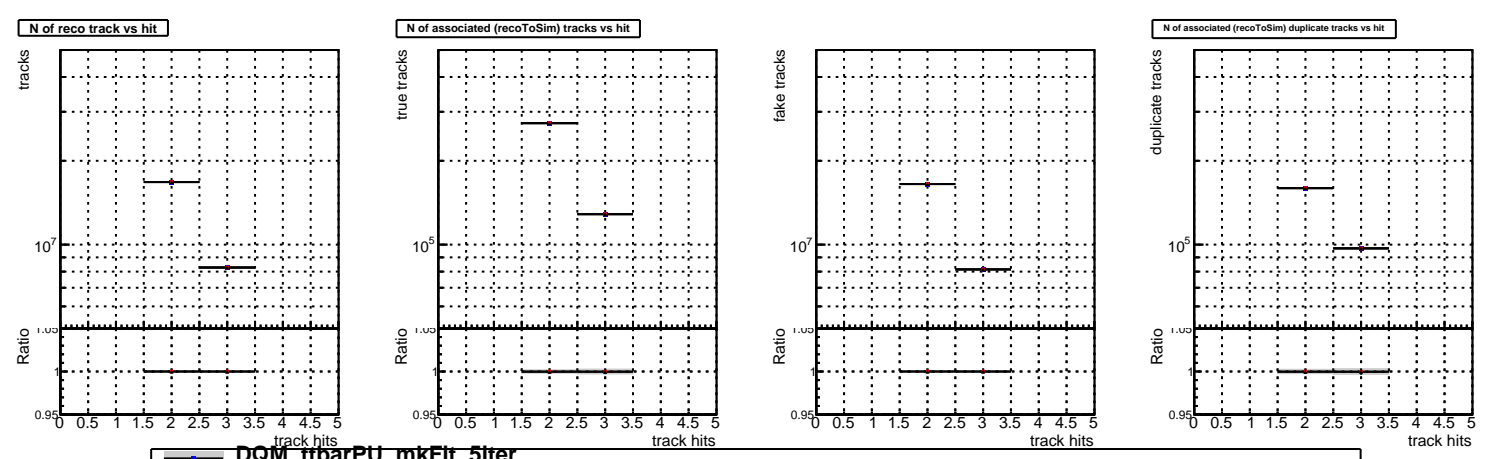 N of reco track vs hit
N of associated (recoToSim) tracks vs hit
N of associated (recoToSim) duplicate tracks vs hit
tracks
true tracks
fake tracks
duplicate tracks
10^7
10^5
10^7
10^5
Ratio
1.05
1
0.95
Ratio
1.05
1
0.95
Ratio
1.05
1
0.95
Ratio
1.05
1
0.95
0 0.5 1 1.5 2 2.5 3 3.5 4 4.5 5
0 0.5 1 1.5 2 2.5 3 3.5 4 4.5 5
0 0.5 1 1.5 2 2.5 3 3.5 4 4.5 5
0 0.5 1 1.5 2 2.5 3 3.5 4 4.5 5
track hits
track hits
track hits
track hits
DQM_ttbarPU_mkFit_5iter